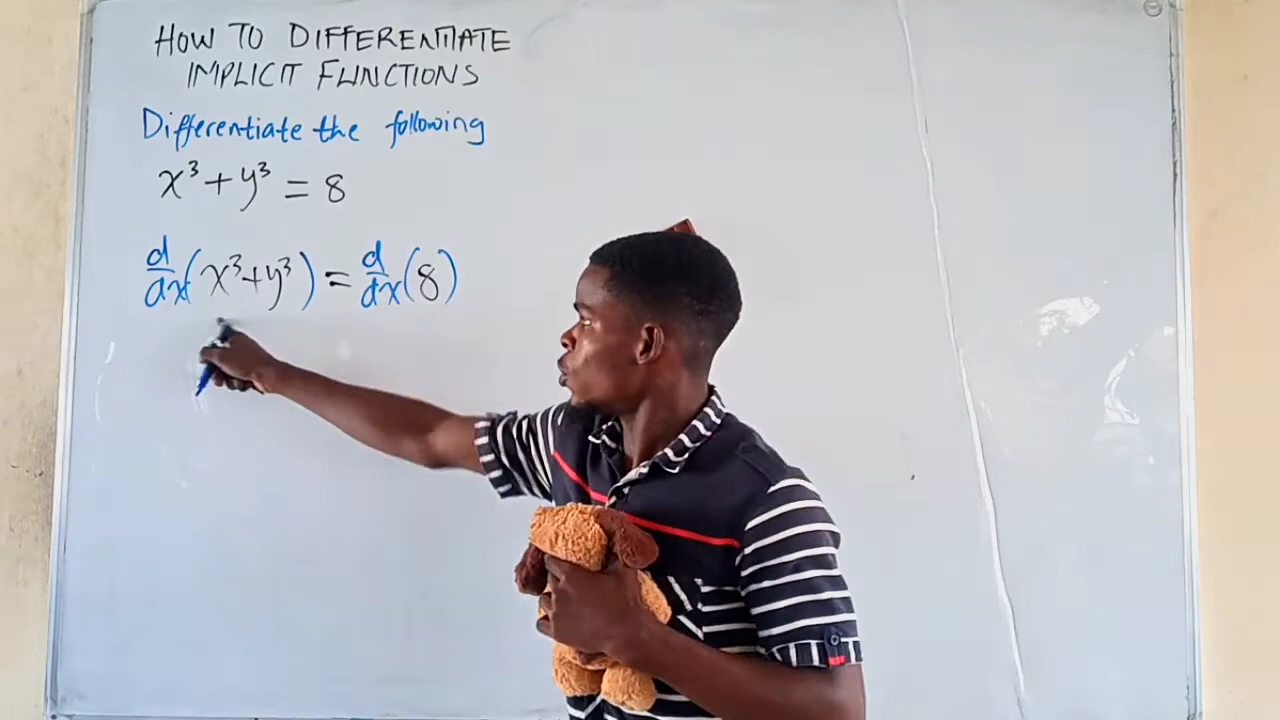 HOW TO DIFFERENTIATE
IMPLICIT FUNCTIONS
Differentiate the following
x³ + y³ = 8
d/dx(x³+y³) = d/dx(8)